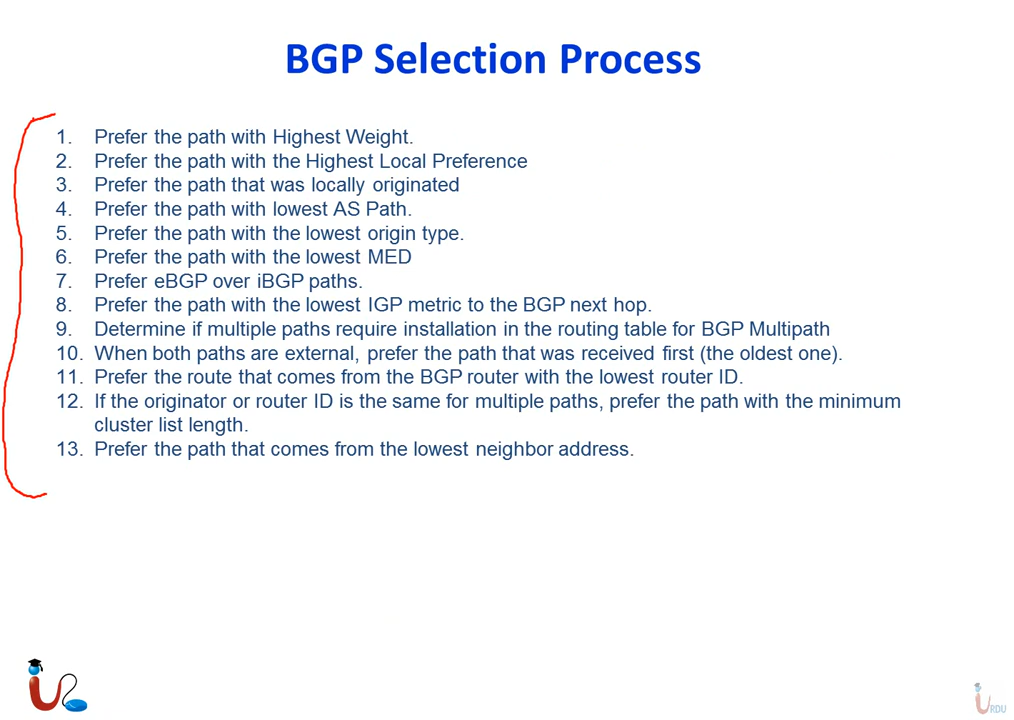 BGP Selection Process
1. Prefer the path with Highest Weight.
2. Prefer the path with the Highest Local Preference
3. Prefer the path that was locally originated
4. Prefer the path with lowest AS Path.
5. Prefer the path with the lowest origin type.
6. Prefer the path with the lowest MED
7. Prefer eBGP over iBGP paths.
8. Prefer the path with the lowest IGP metric to the BGP next hop.
9. Determine if multiple paths require installation in the routing table for BGP Multipath
10. When both paths are external, prefer the path that was received first (the oldest one).
11. Prefer the route that comes from the BGP router with the lowest router ID.
12. If the originator or router ID is the same for multiple paths, prefer the path with the minimum
cluster list length.
13. Prefer the path that comes from the lowest neighbor address.
iURDU